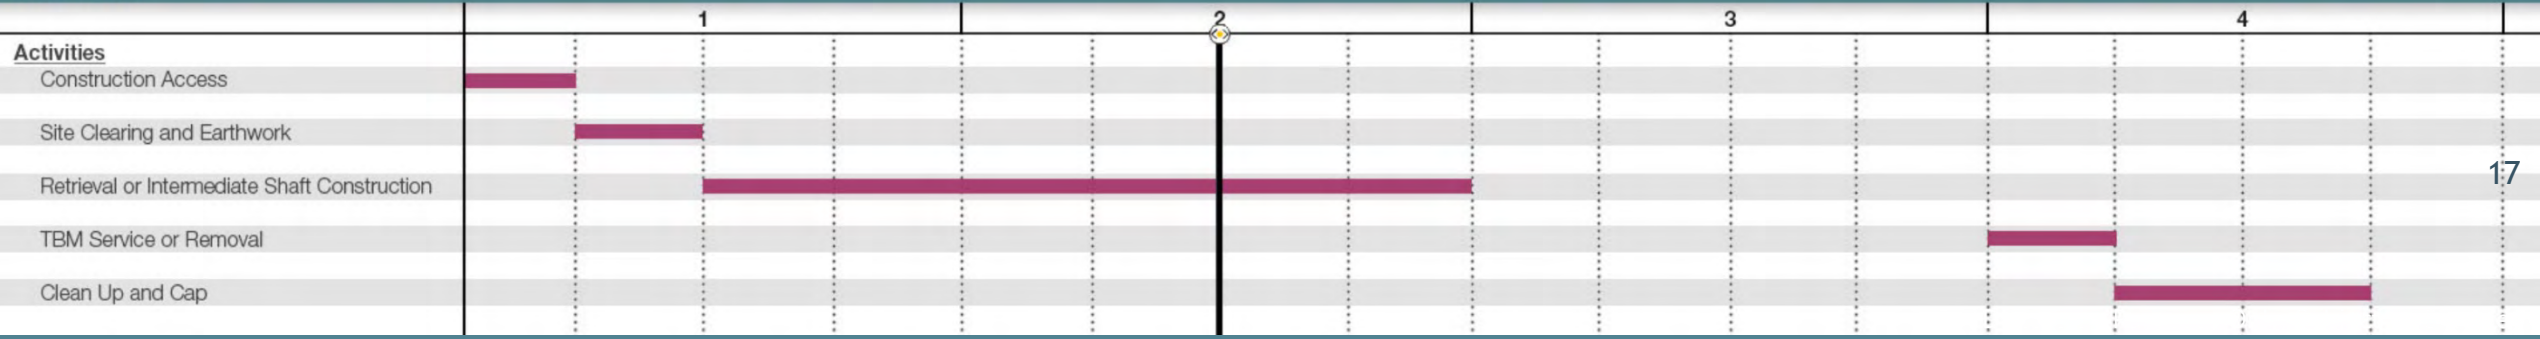 1 2 3 4
Activities
Construction Access
Site Clearing and Earthwork
Retrieval or Intermediate Shaft Construction
17
TBM Service or Removal
Clean Up and Cap